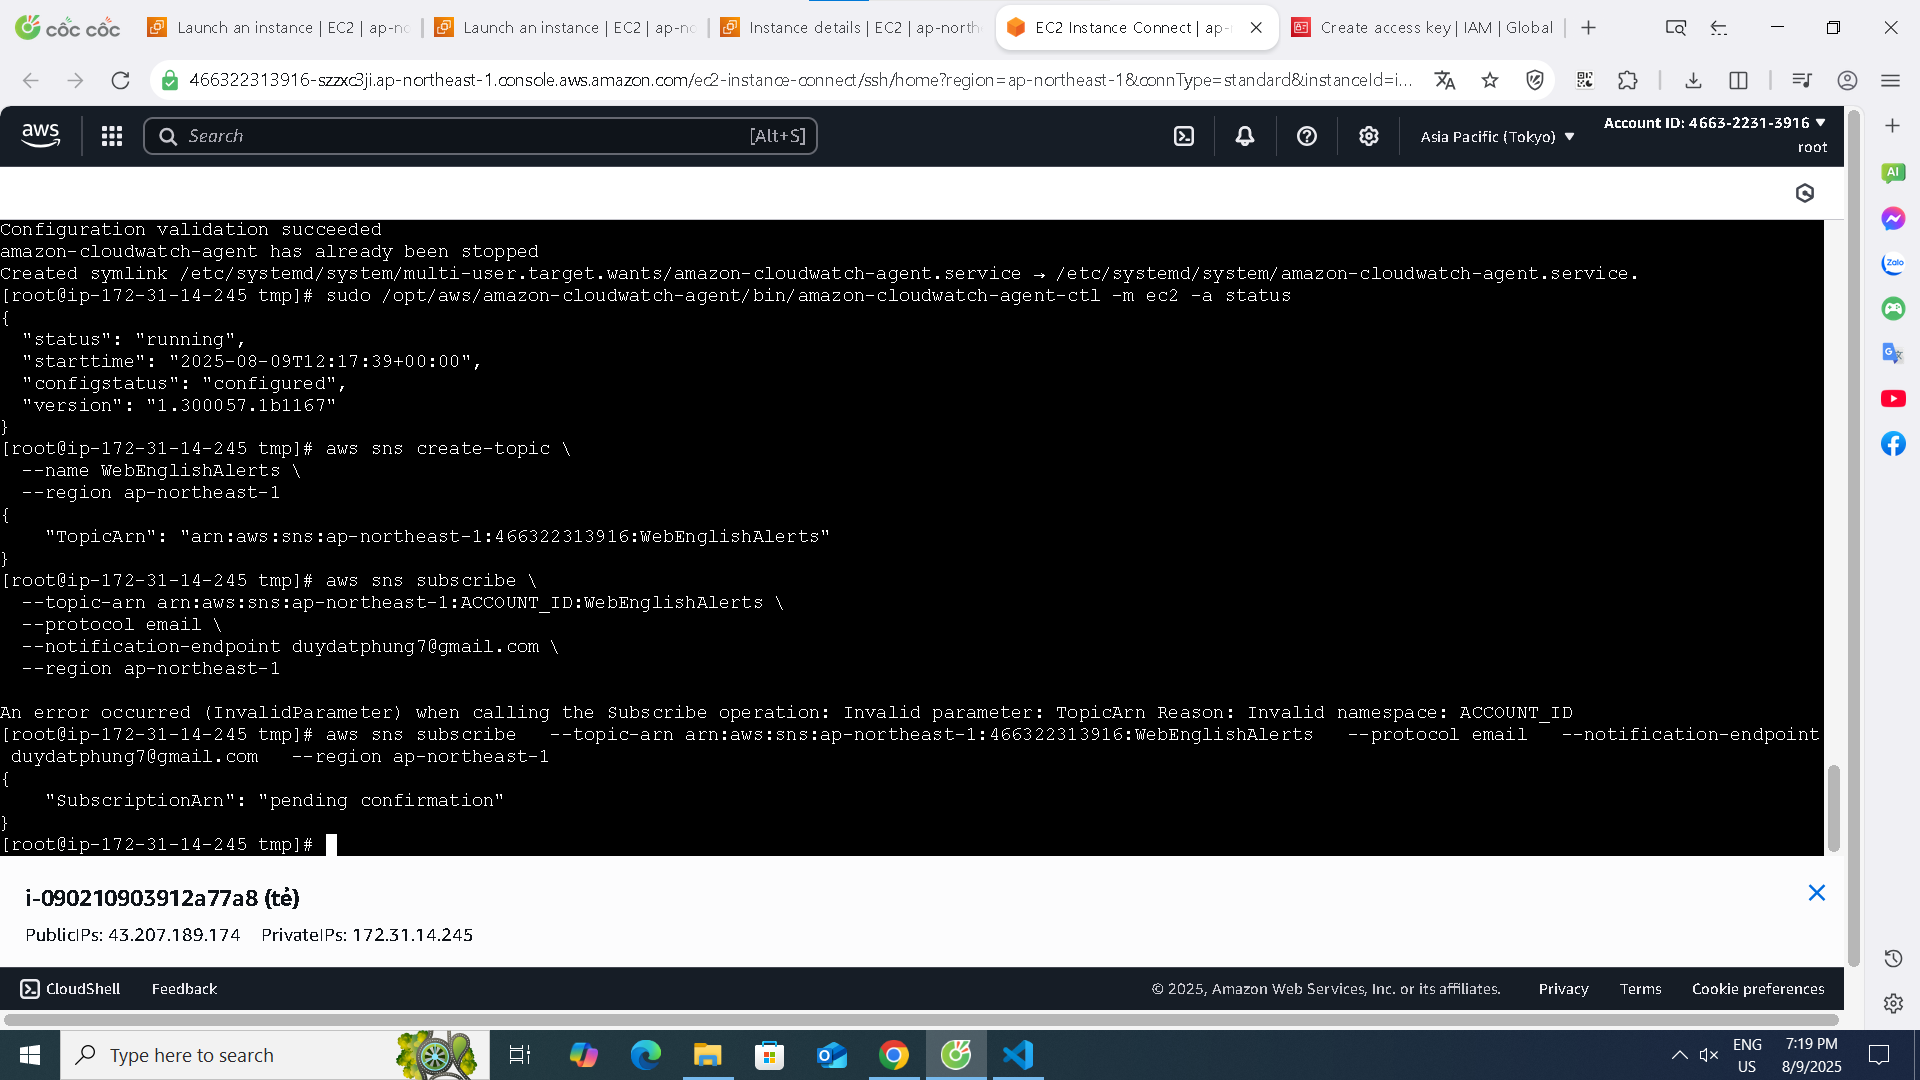 cốc cốc
Launch an instance | EC2 | ap-no
Launch an instance | EC2 | ap-no
Instance details | EC2 | ap-north
EC2 Instance Connect | ap-
Create access key | IAM | Global
466322313916-szzxc3ji.ap-northeast-1.console.aws.amazon.com/ec2-instance-connect/ssh/home?region=ap-northeast-1&connType=standard&instanceId=i...
aws
Search
[Alt+S]
Asia Pacific (Tokyo)
Account ID: 4663-2231-3916
root
Configuration validation succeeded
amazon-cloudwatch-agent has already been stopped
Created symlink /etc/systemd/system/multi-user.target.wants/amazon-cloudwatch-agent.service → /etc/systemd/system/amazon-cloudwatch-agent.service.
[root@ip-172-31-14-245 tmp]# sudo /opt/aws/amazon-cloudwatch-agent/bin/amazon-cloudwatch-agent-ctl -m ec2 -a status
{
  "status": "running",
  "starttime": "2025-08-09T12:17:39+00:00",
  "configstatus": "configured",
  "version": "1.300057.1b1167"
}
[root@ip-172-31-14-245 tmp]# aws sns create-topic \
  --name WebEnglishAlerts \
  --region ap-northeast-1
{
    "TopicArn": "arn:aws:sns:ap-northeast-1:466322313916:WebEnglishAlerts"
}
[root@ip-172-31-14-245 tmp]# aws sns subscribe \
  --topic-arn arn:aws:sns:ap-northeast-1:ACCOUNT_ID:WebEnglishAlerts \
  --protocol email \
  --notification-endpoint duydatphung7@gmail.com \
  --region ap-northeast-1
An error occurred (InvalidParameter) when calling the Subscribe operation: Invalid parameter: TopicArn Reason: Invalid namespace: ACCOUNT_ID
[root@ip-172-31-14-245 tmp]# aws sns subscribe   --topic-arn arn:aws:sns:ap-northeast-1:466322313916:WebEnglishAlerts   --protocol email   --notification-endpoint
 duydatphung7@gmail.com   --region ap-northeast-1
{
    "SubscriptionArn": "pending confirmation"
}
[root@ip-172-31-14-245 tmp]#
i-090210903912a77a8 (tẻ)
PublicIPs: 43.207.189.174    PrivateIPs: 172.31.14.245
CloudShell
Feedback
© 2025, Amazon Web Services, Inc. or its affiliates.
Privacy
Terms
Cookie preferences
AI
Zalo
Type here to search
ENG
US
7:19 PM
8/9/2025